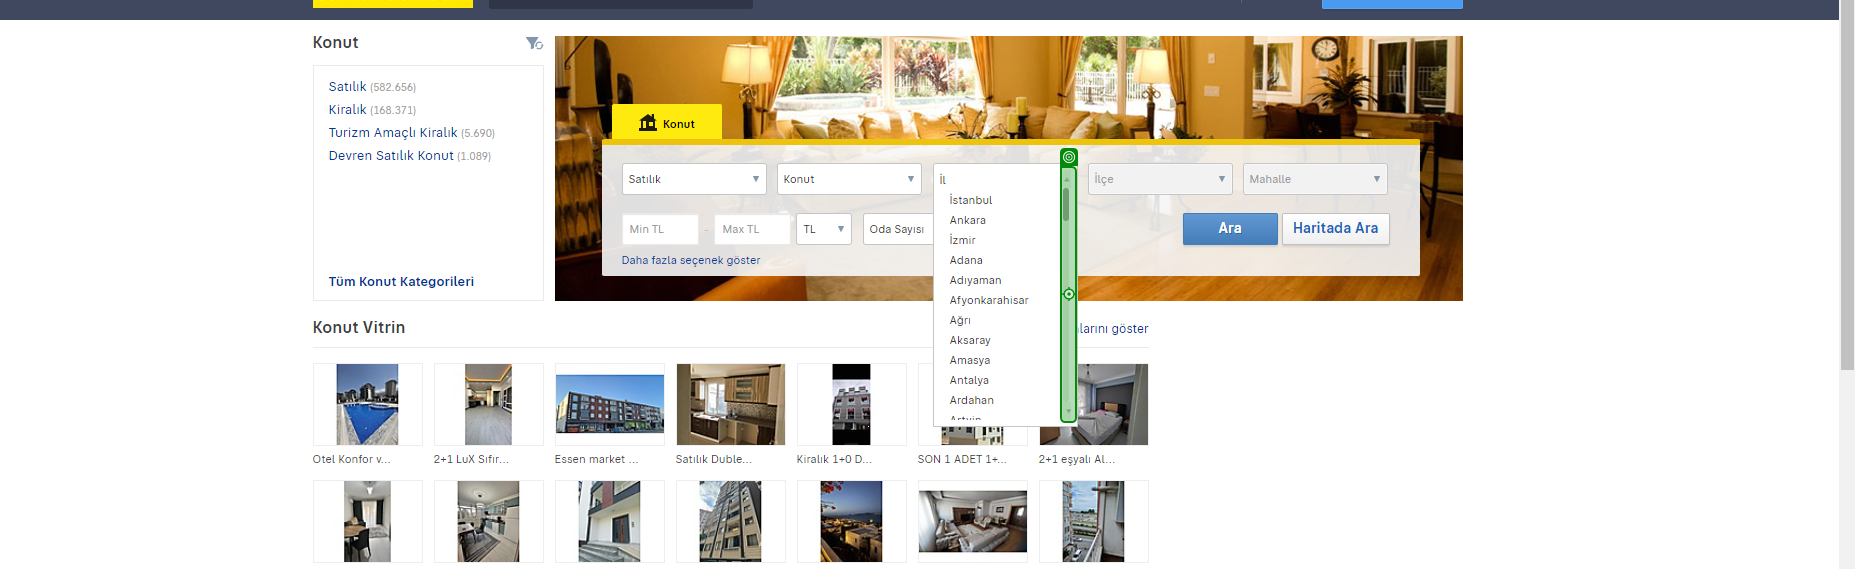 Konut
Satılık (582.656)
Kiralık (168.371)
Turizm Amaçlı Kiralık (5.690)
Devren Satılık Konut (1.089)
Tüm Konut Kategorileri
Konut
Satılık
Konut
İl
İlçe
Mahalle
İstanbul
Ankara
İzmir
Adana
Adıyaman
Afyonkarahisar
Ağrı
Aksaray
Amasya
Antalya
Ardahan
Artvin
Min TL
-
Max TL
TL
Oda Sayısı
Ara
Haritada Ara
Daha fazla seçenek göster
Konut Vitrin
larını göster
Otel Konfor v...
2+1 LuX Sıfır...
Essen market ...
Satılık Duble...
Kiralık 1+0 D...
SON 1 ADET 1+...
2+1 eşyalı Al...